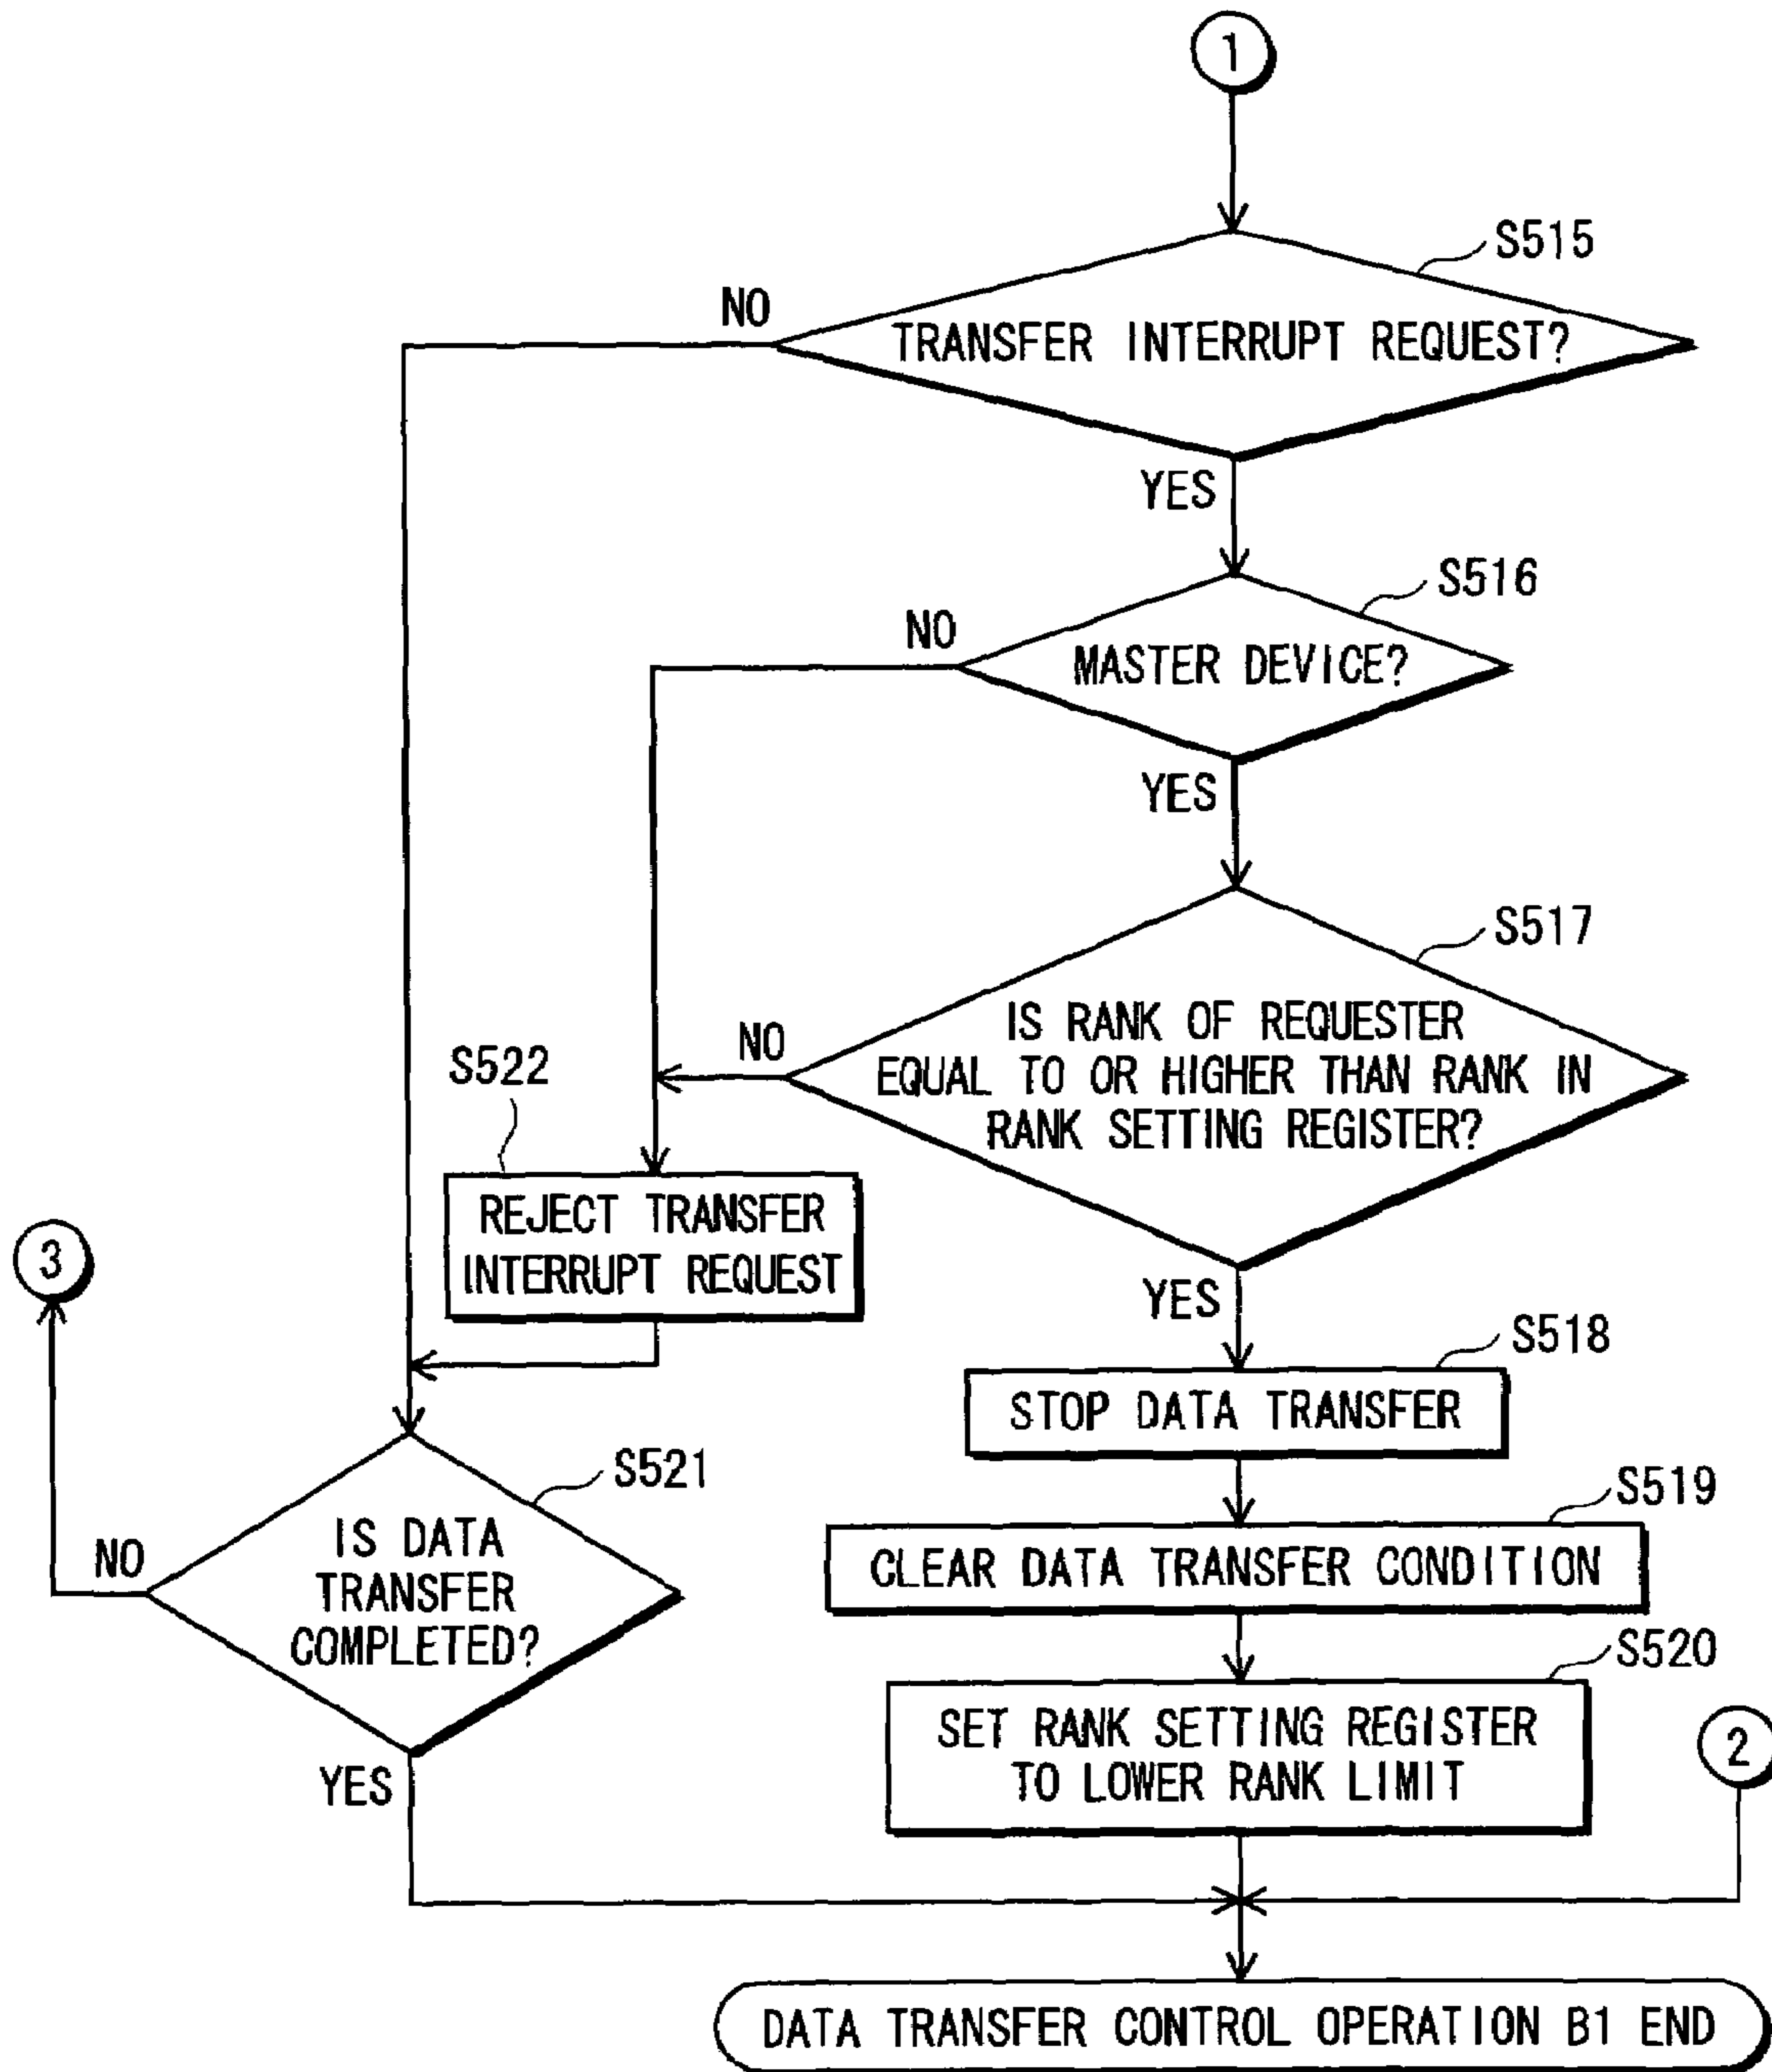 1
S515
NO
TRANSFER INTERRUPT REQUEST?
YES
S516
NO
MASTER DEVICE?
YES
S517
IS RANK OF REQUESTER
EQUAL TO OR HIGHER THAN RANK IN
RANK SETTING REGISTER?
NO
S522
REJECT TRANSFER
INTERRUPT REQUEST
3
YES
S518
STOP DATA TRANSFER
S521
IS DATA
TRANSFER
COMPLETED?
NO
S519
CLEAR DATA TRANSFER CONDITION
S520
SET RANK SETTING REGISTER
TO LOWER RANK LIMIT
2
YES
DATA TRANSFER CONTROL OPERATION B1 END